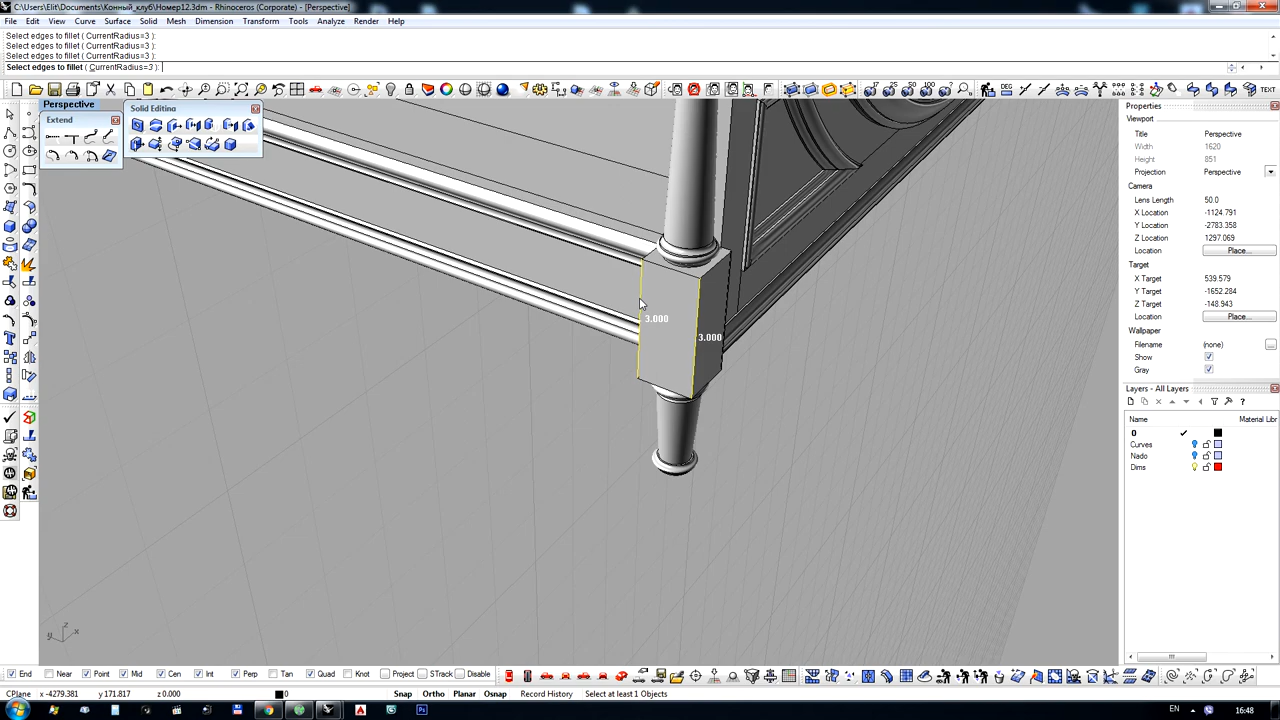 C:\Users\Elit\Documents\Конный_клуб\Номер12.3dm - Rhinoceros (Corporate) - [Perspective]
File Edit View Curve Surface Solid Mesh Dimension Transform Tools Analyze Render Help
Select edges to fillet ( CurrentRadius=3 ):
Select edges to fillet ( CurrentRadius=3 ):
Select edges to fillet ( CurrentRadius=3 ):
Select edges to fillet ( CurrentRadius=3 ):
TEXT
Perspective
Solid Editing
Extend
3.000
3.000
z
y
x
Properties
Viewport
Title Perspective
Width 1620
Height 851
Projection Perspective
Camera
Lens Length 50.0
X Location -1124.791
Y Location -2783.358
Z Location 1297.069
Location Place...
Target
X Target 539.579
Y Target -1652.284
Z Target -148.943
Location Place...
Wallpaper
Filename (none)
Show
Gray
Layers - All Layers
Name Material Libr
0
Curves
Nado
Dims
End Near Point Mid Cen Int Perp Tan Quad Knot Project STrack Disable
CPlane x -4279.381 y 171.817 z 0.000 0 Snap Ortho Planar Osnap Record History Select at least 1 Objects
EN 16:48